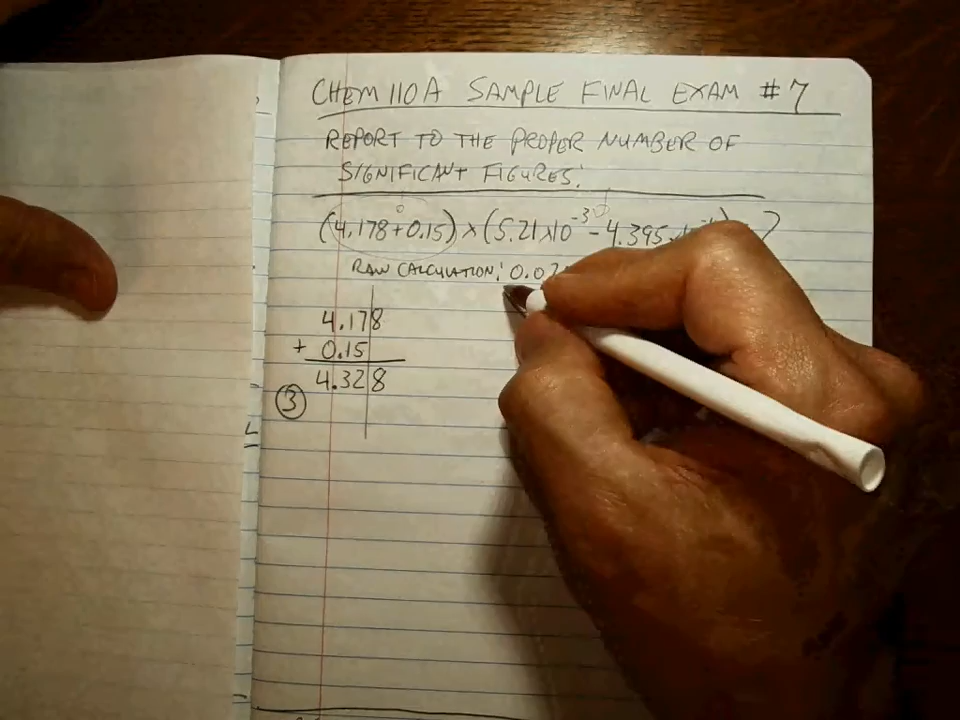 CHEM 110A SAMPLE FINAL EXAM #7
REPORT TO THE PROPER NUMBER OF
SIGNIFICANT FIGURES:
(4.178+0.15) × (5.21×10⁻³ - 4.395
RAW CALCULATION: 0.02
4.178
+ 0.15
4.328
3